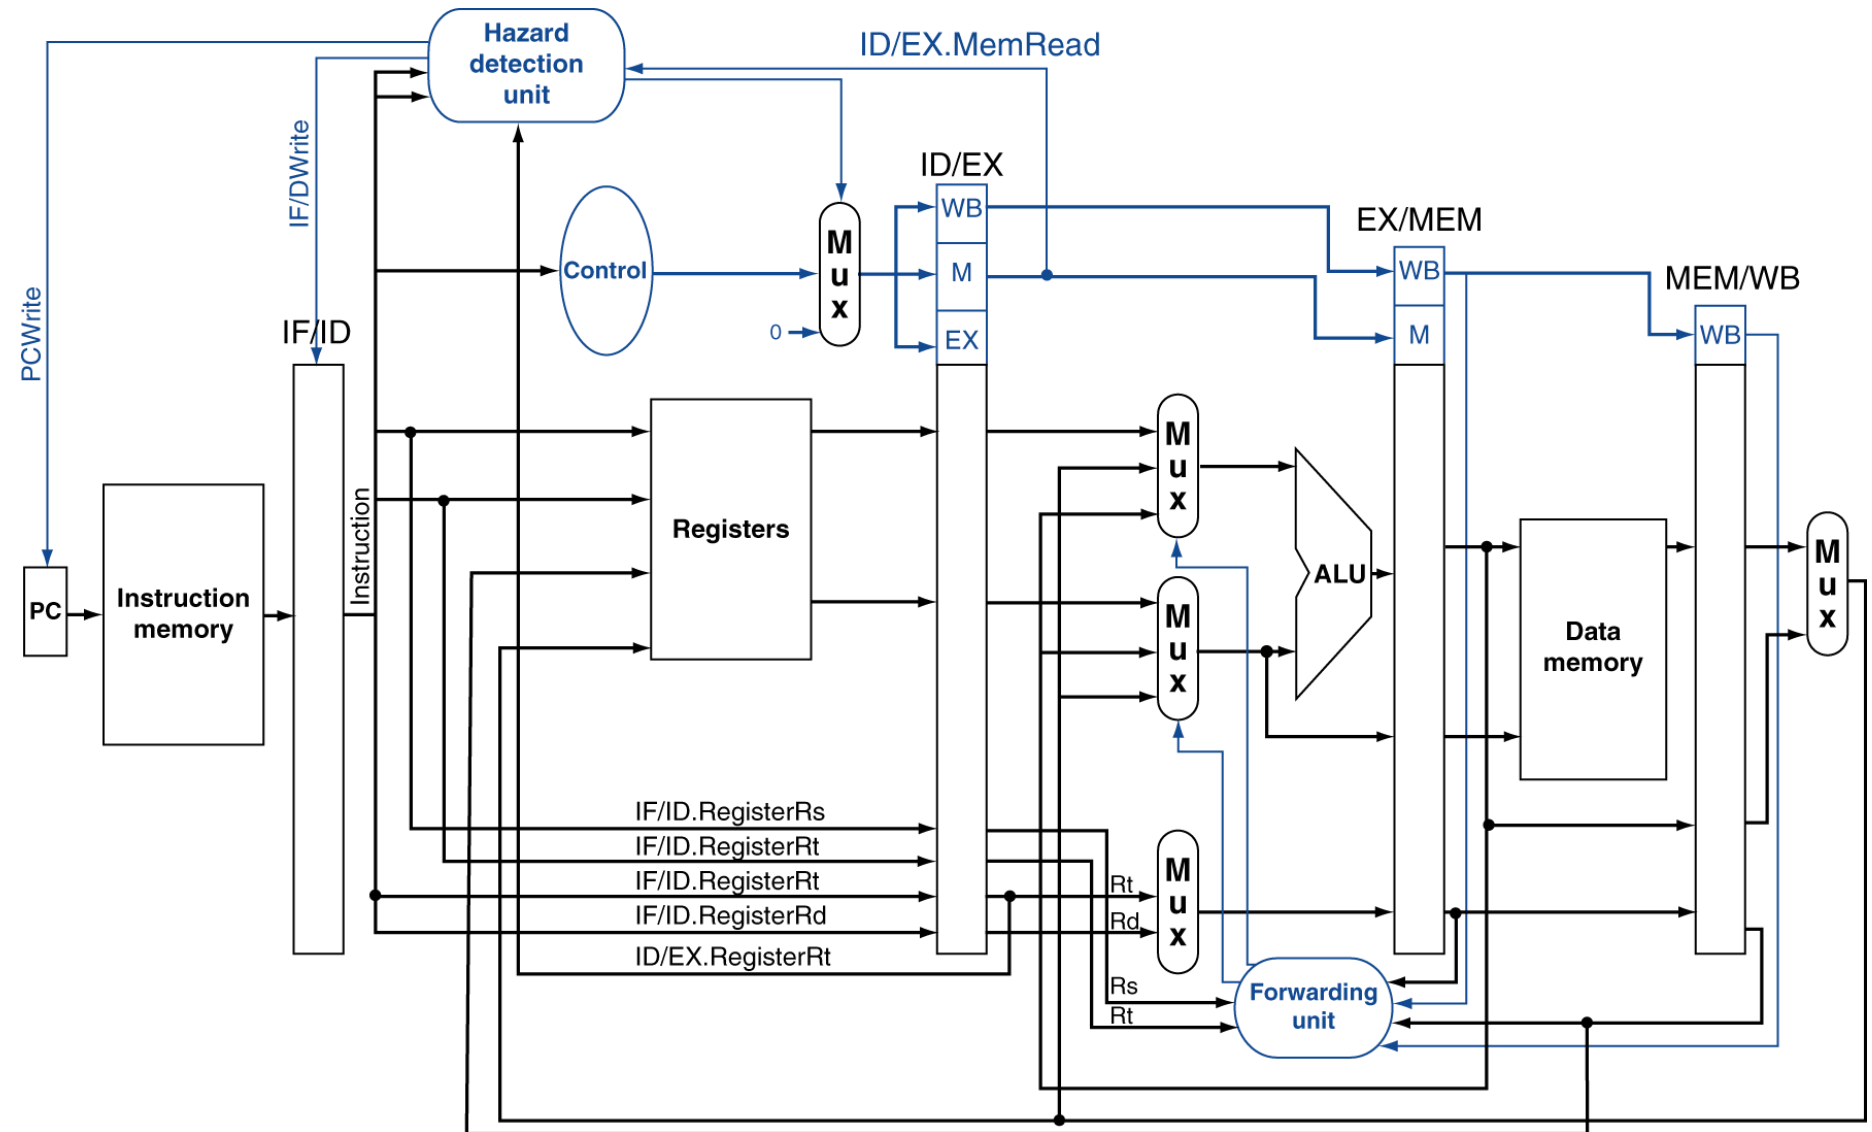 Hazard
detection
unit
ID/EX.MemRead
IF/DWrite
PCWrite
ID/EX
WB
M
EX
Control
M
u
x
0
EX/MEM
WB
M
MEM/WB
WB
IF/ID
Instruction
PC
Instruction
memory
Registers
M
u
x
M
u
x
ALU
Data
memory
M
u
x
IF/ID.RegisterRs
IF/ID.RegisterRt
IF/ID.RegisterRt
IF/ID.RegisterRd
ID/EX.RegisterRt
Rt
Rd
M
u
x
Rs
Rt
Forwarding
unit